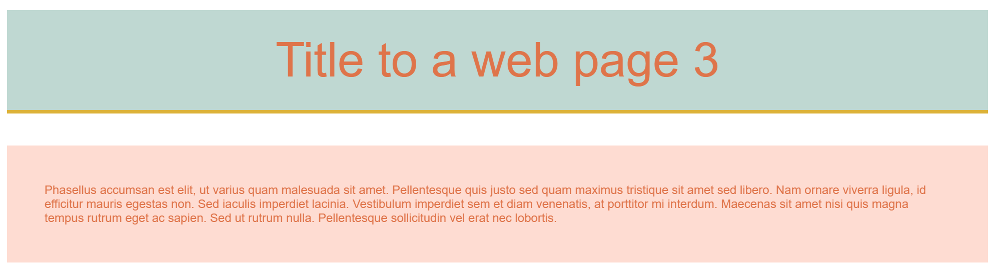 Title to a web page 3
Phasellus accumsan est elit, ut varius quam malesuada sit amet. Pellentesque quis justo sed quam maximus tristique sit amet sed libero. Nam ornare viverra ligula, id
efficitur mauris egestas non. Sed iaculis imperdiet lacinia. Vestibulum imperdiet sem et diam venenatis, at porttitor mi interdum. Maecenas sit amet nisi quis magna
tempus rutrum eget ac sapien. Sed ut rutrum nulla. Pellentesque sollicitudin vel erat nec lobortis.